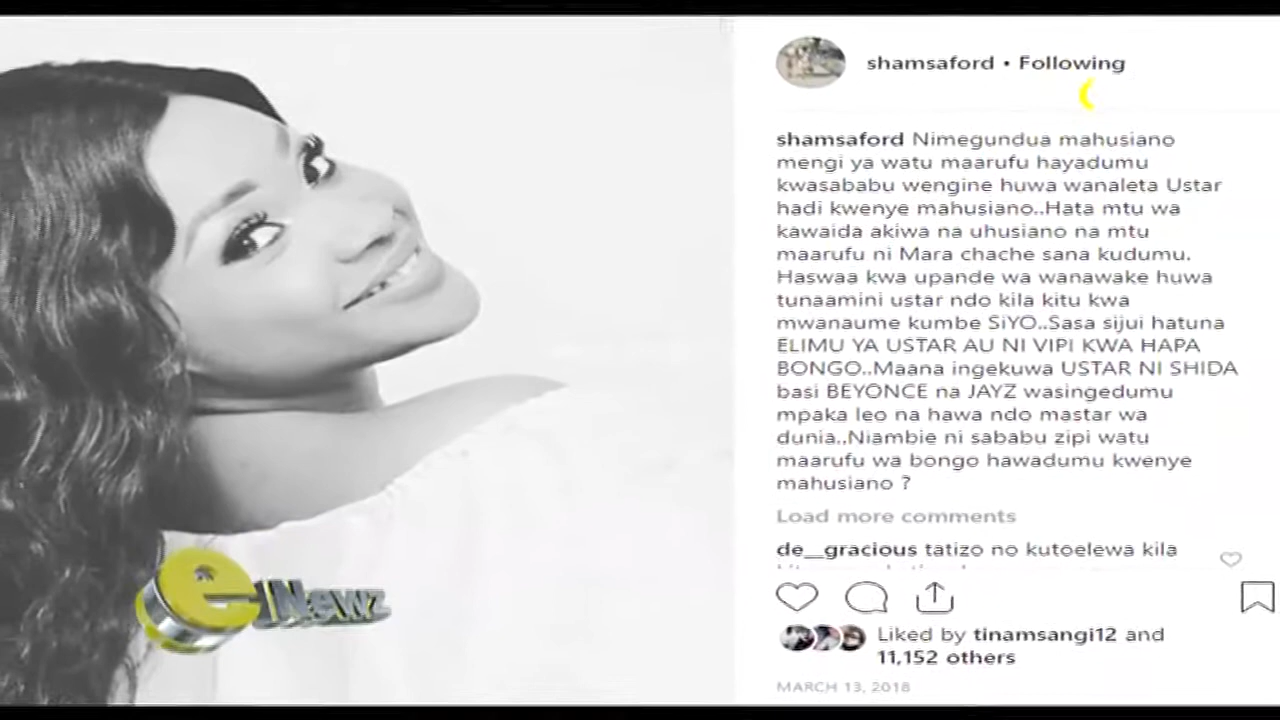 shamsaford • Following
shamsaford Nimegundua mahusiano
mengi ya watu maarufu hayadumu
kwasababu wengine huwa wanaleta Ustar
hadi kwenye mahusiano..Hata mtu wa
kawaida akiwa na uhusiano na mtu
maarufu ni Mara chache sana kudumu.
Haswaa kwa upande wa wanawake huwa
tunaamini ustar ndo kila kitu kwa
mwanaume kumbe SiYO..Sasa sijui hatuna
ELIMU YA USTAR AU NI VIPI KWA HAPA
BONGO..Maana ingekuwa USTAR NI SHIDA
basi BEYONCE na JAYZ wasingedumu
mpaka leo na hawa ndo mastar wa
dunia..Niambie ni sababu zipi watu
maarufu wa bongo hawadumu kwenye
mahusiano ?
Load more comments
de__gracious tatizo no kutoelewa kila
Liked by tinamsangi12 and
11,152 others
MARCH 13, 2018
e Newz